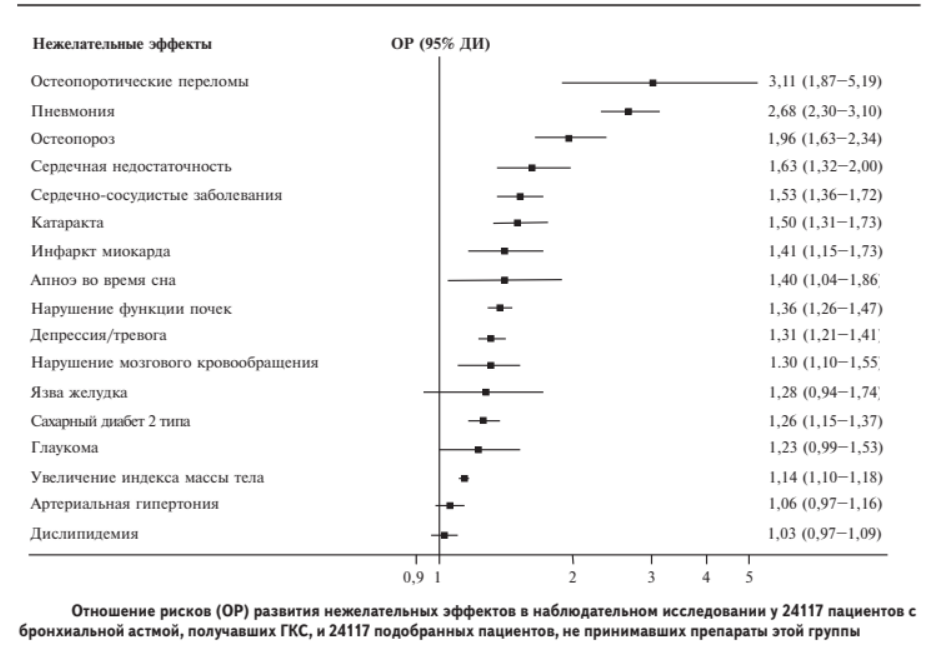 Нежелательные эффекты ОР (95% ДИ)
Остеопоротические переломы 3,11 (1,87–5,19)
Пневмония 2,68 (2,30–3,10)
Остеопороз 1,96 (1,63–2,34)
Сердечная недостаточность 1,63 (1,32–2,00)
Сердечно-сосудистые заболевания 1,53 (1,36–1,72)
Катаракта 1,50 (1,31–1,73)
Инфаркт миокарда 1,41 (1,15–1,73)
Апноэ во время сна 1,40 (1,04–1,86)
Нарушение функции почек 1,36 (1,26–1,47)
Депрессия/тревога 1,31 (1,21–1,41)
Нарушение мозгового кровообращения 1.30 (1,10–1,55)
Язва желудка 1,28 (0,94–1,74)
Сахарный диабет 2 типа 1,26 (1,15–1,37)
Глаукома 1,23 (0,99–1,53)
Увеличение индекса массы тела 1,14 (1,10–1,18)
Артериальная гипертония 1,06 (0,97–1,16)
Дислипидемия 1,03 (0,97–1,09)
0,9 1 2 3 4 5
Отношение рисков (ОР) развития нежелательных эффектов в наблюдательном исследовании у 24117 пациентов с
бронхиальной астмой, получавших ГКС, и 24117 подобранных пациентов, не принимавших препараты этой группы